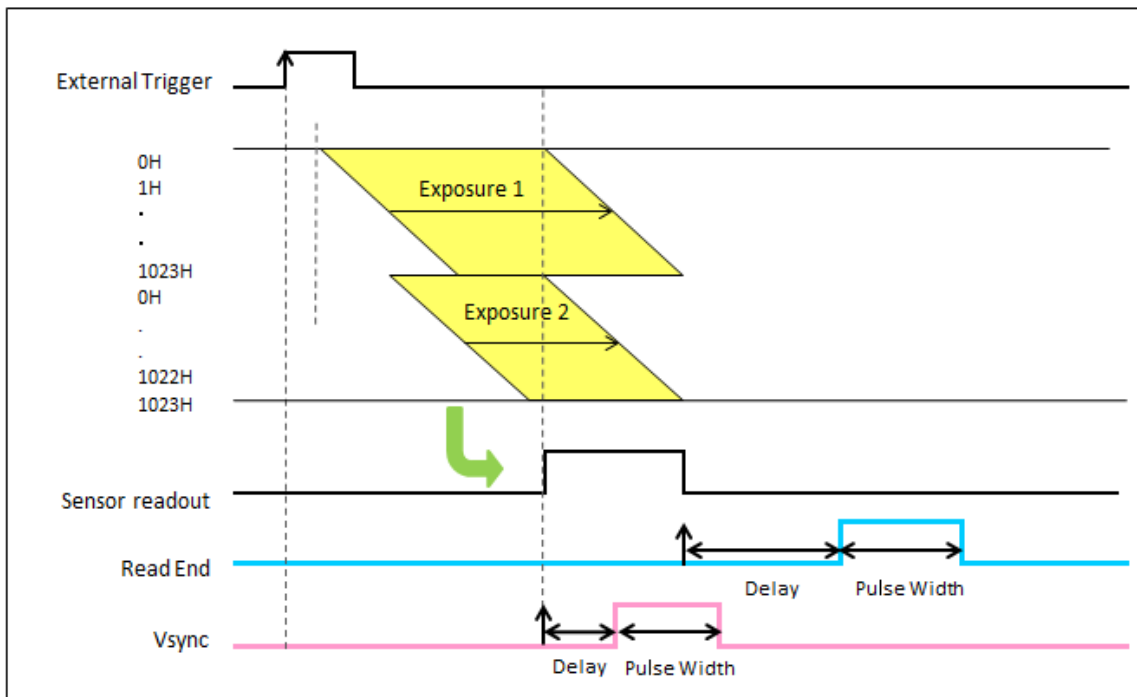 External Trigger
0H
1H
.
.
1023H
0H
.
.
1022H
1023H
Exposure 1
Exposure 2
Sensor readout
Read End
Delay
Pulse Width
Vsync
Delay
Pulse Width